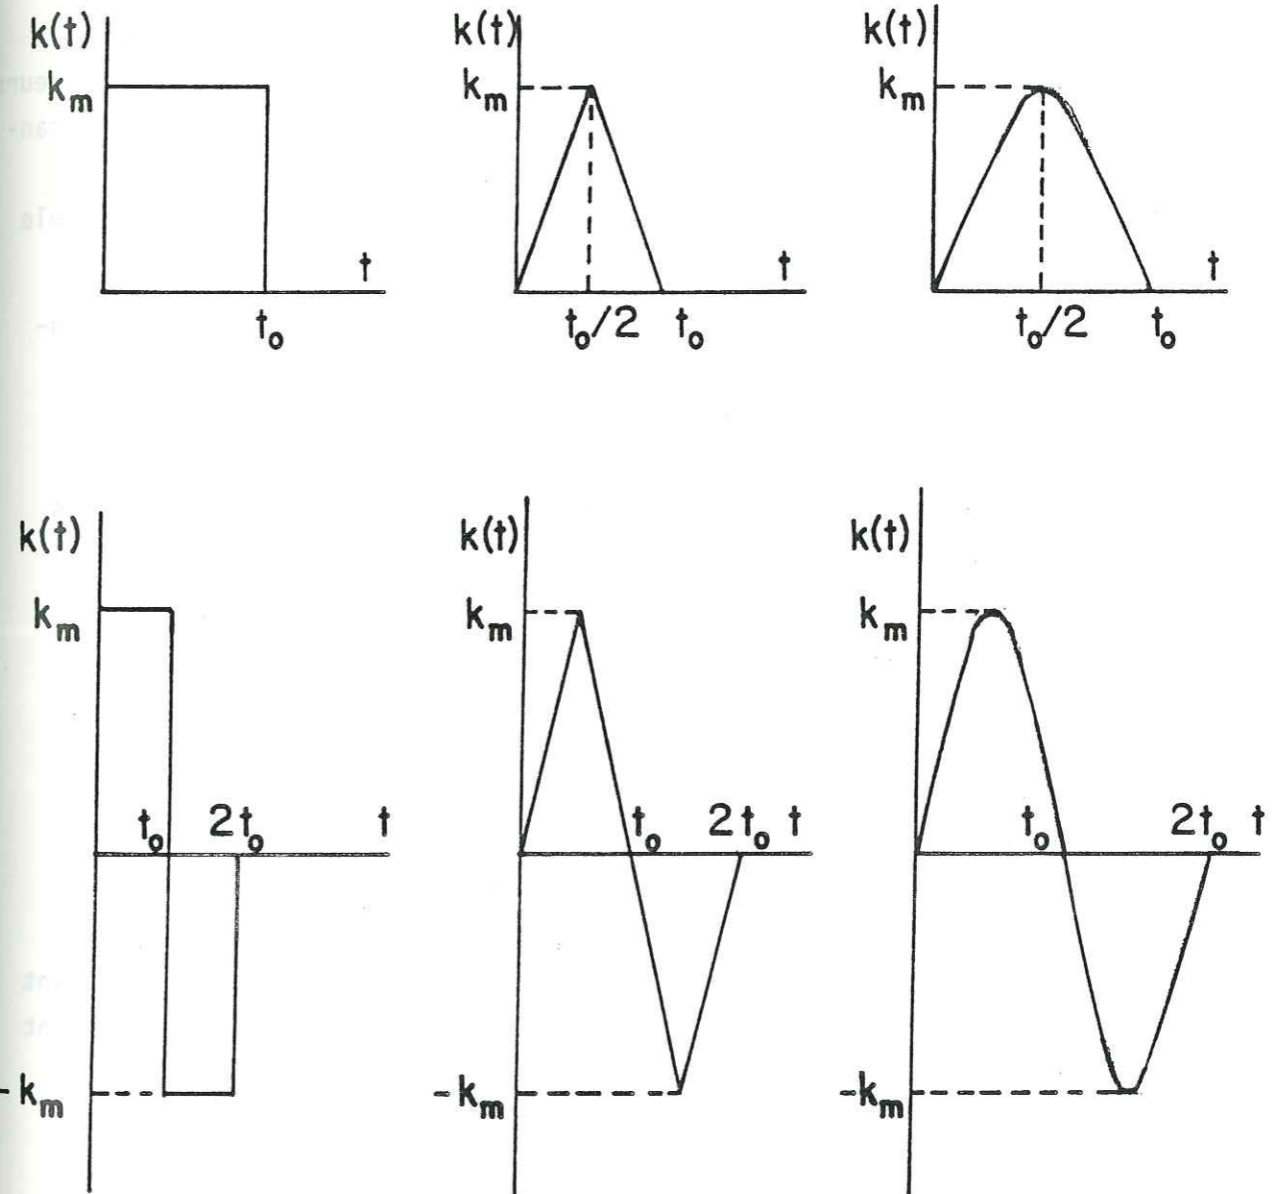 k(t) k(t) k(t)
k_m k_m k_m
t t t
t_o t_o/2 t_o t_o/2 t_o
k(t) k(t) k(t)
k_m k_m k_m
t_o 2t_o t t_o 2t_o t t_o 2t_o t
-k_m -k_m -k_m